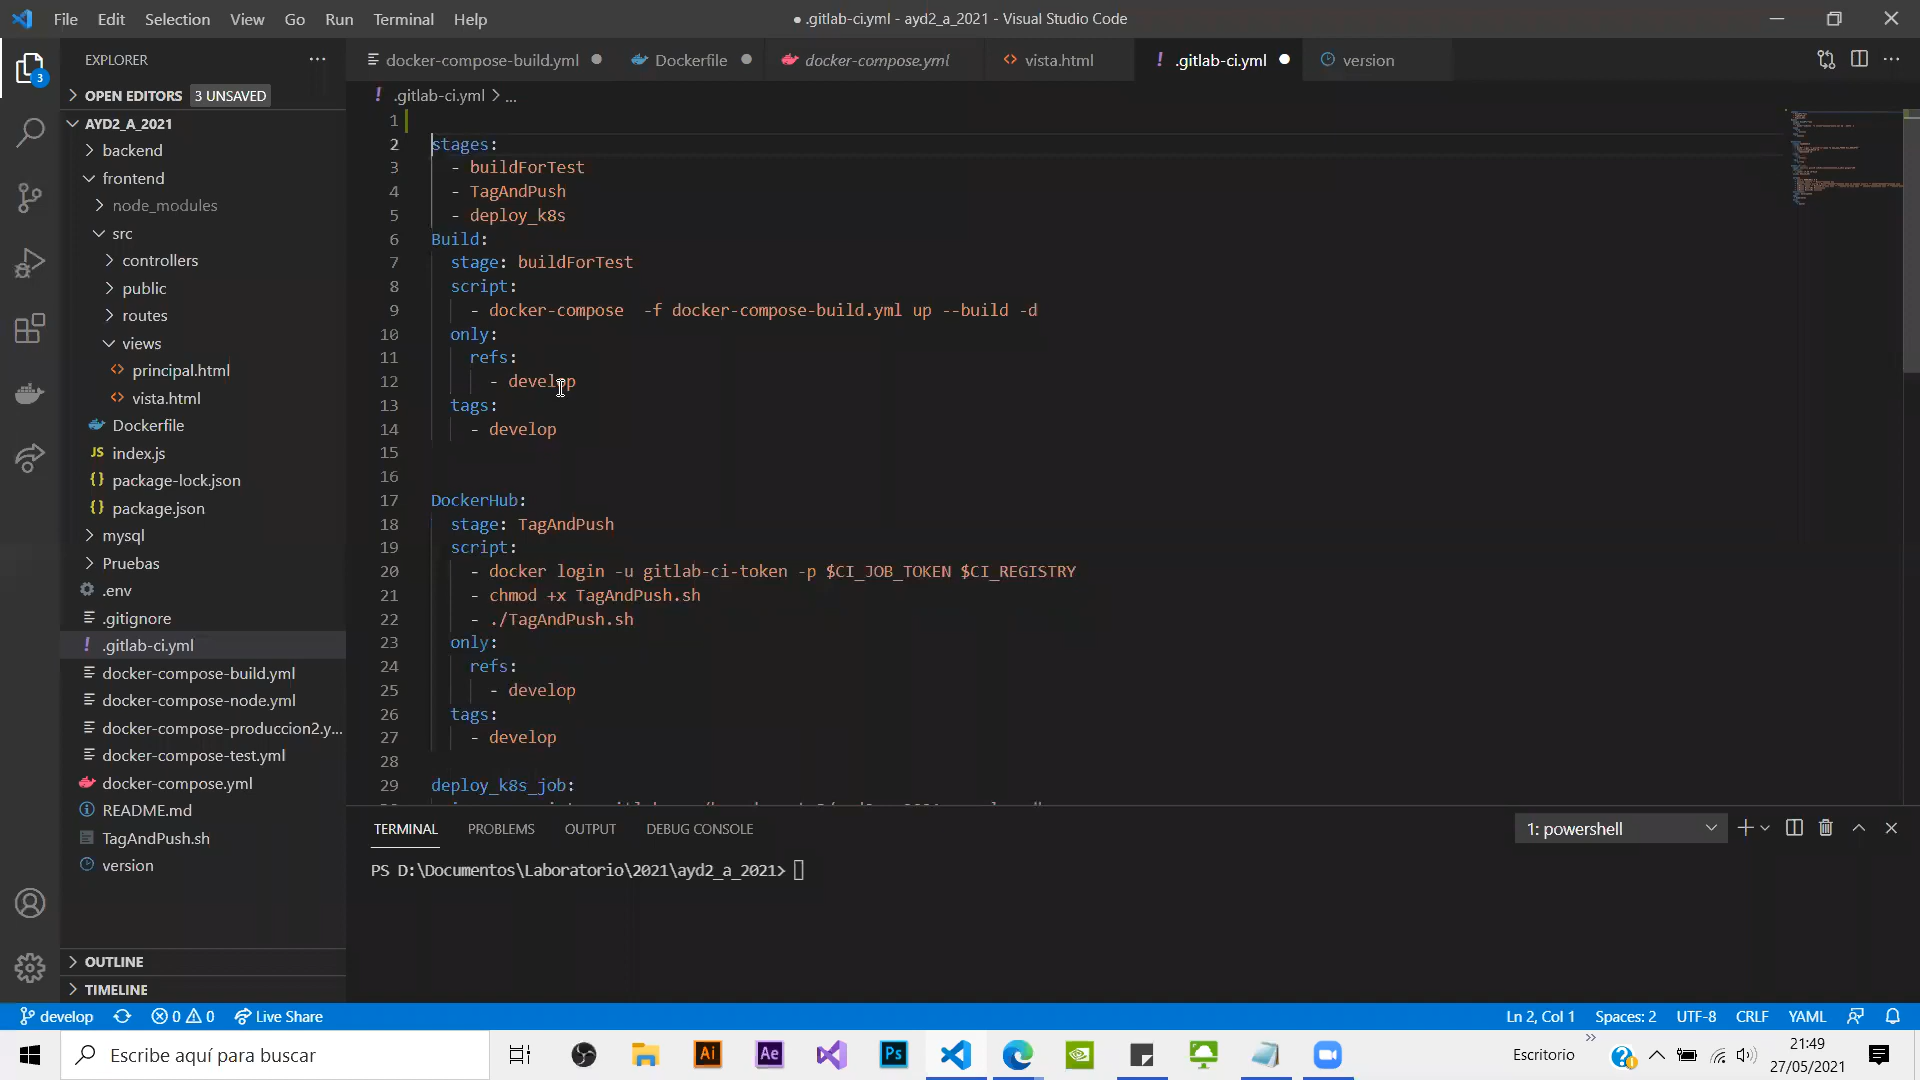 File Edit Selection View Go Run Terminal Help
● .gitlab-ci.yml - ayd2_a_2021 - Visual Studio Code
EXPLORER
docker-compose-build.yml
Dockerfile
docker-compose.yml
vista.html
.gitlab-ci.yml
version
3
OPEN EDITORS 3 UNSAVED
AYD2_A_2021
backend
frontend
node_modules
src
controllers
public
routes
views
principal.html
vista.html
Dockerfile
index.js
package-lock.json
package.json
mysql
Pruebas
.env
.gitignore
.gitlab-ci.yml
docker-compose-build.yml
docker-compose-node.yml
docker-compose-produccion2.y...
docker-compose-test.yml
docker-compose.yml
README.md
TagAndPush.sh
version
OUTLINE
TIMELINE
.gitlab-ci.yml > ...
1
2 stages:
3 - buildForTest
4 - TagAndPush
5 - deploy_k8s
6 Build:
7 stage: buildForTest
8 script:
9 - docker-compose -f docker-compose-build.yml up --build -d
10 only:
11 refs:
12 - develop
13 tags:
14 - develop
15
16
17 DockerHub:
18 stage: TagAndPush
19 script:
20 - docker login -u gitlab-ci-token -p $CI_JOB_TOKEN $CI_REGISTRY
21 - chmod +x TagAndPush.sh
22 - ./TagAndPush.sh
23 only:
24 refs:
25 - develop
26 tags:
27 - develop
28
29 deploy_k8s_job:
TERMINAL PROBLEMS OUTPUT DEBUG CONSOLE
1: powershell
PS D:\Documentos\Laboratorio\2021\ayd2_a_2021>
develop 0 0 Live Share
Ln 2, Col 1 Spaces: 2 UTF-8 CRLF YAML
Escribe aquí para buscar
Ai Ae Ps
Escritorio
21:49
27/05/2021